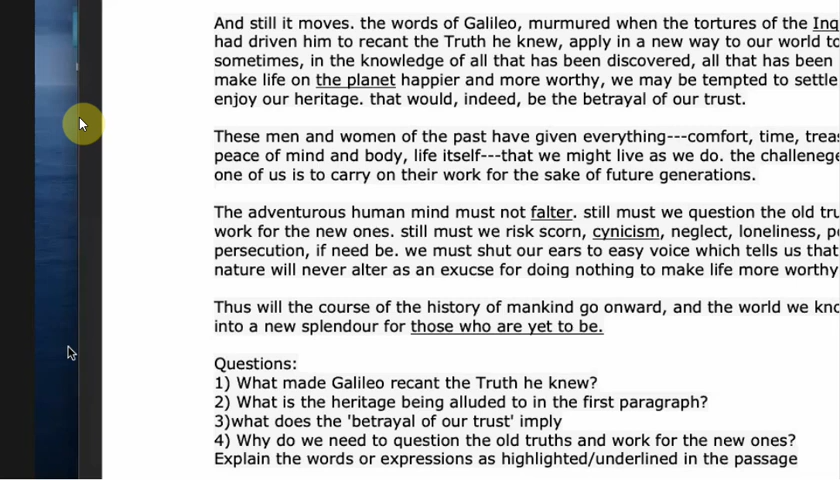 And still it moves. the words of Galileo, murmured when the tortures of the
had driven him to recant the Truth he knew, apply in a new way to our world
sometimes, in the knowledge of all that has been discovered, all that has been
make life on the planet happier and more worthy, we may be tempted to settle
enjoy our heritage. that would, indeed, be the betrayal of our trust.
These men and women of the past have given everything---comfort, time,
peace of mind and body, life itself---that we might live as we do. the challenege
one of us is to carry on their work for the sake of future generations.
The adventurous human mind must not falter. still must we question the old
work for the new ones. still must we risk scorn, cynicism, neglect, loneliness,
persecution, if need be. we must shut our ears to easy voice which tells us that
nature will never alter as an exucse for doing nothing to make life more worthy
Thus will the course of the history of mankind go onward, and the world we
into a new splendour for those who are yet to be.
Questions:
1) What made Galileo recant the Truth he knew?
2) What is the heritage being alluded to in the first paragraph?
3)what does the 'betrayal of our trust' imply
4) Why do we need to question the old truths and work for the new ones?
Explain the words or expressions as highlighted/underlined in the passage